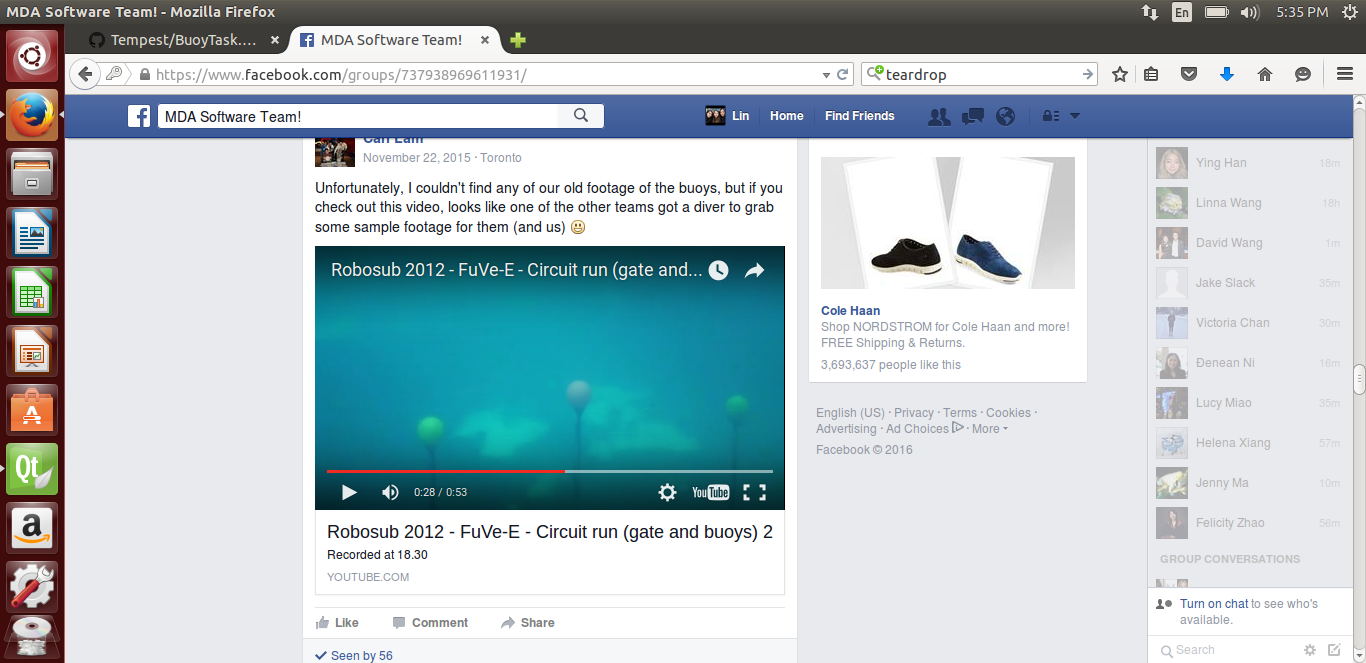 MDA Software Team! - Mozilla Firefox
En
5:35 PM
Tempest/BuoyTask....
MDA Software Team!
https://www.facebook.com/groups/737938969611931/
teardrop
MDA Software Team!
Lin
Home
Find Friends
Carl Lam
November 22, 2015 · Toronto
Unfortunately, I couldn't find any of our old footage of the buoys, but if you
check out this video, looks like one of the other teams got a diver to grab
some sample footage for them (and us) 😃
Robosub 2012 - FuVe-E - Circuit run (gate and...
0:28 / 0:53
YouTube
Robosub 2012 - FuVe-E - Circuit run (gate and buoys) 2
Recorded at 18.30
YOUTUBE.COM
Like
Comment
Share
Seen by 56
Cole Haan
Shop NORDSTROM for Cole Haan and more!
FREE Shipping & Returns.
3,693,637 people like this
English (US) · Privacy · Terms · Cookies ·
Advertising · Ad Choices · More
Facebook © 2016
Ying Han 18m
Linna Wang 18h
David Wang 1m
Jake Slack 35m
Victoria Chan 30m
Đenean Ni 16m
Lucy Miao 35m
Helena Xiang 57m
Jenny Ma 10m
Felicity Zhao 56m
GROUP CONVERSATIONS
Turn on chat to see who's
available.
Search
Qt
a